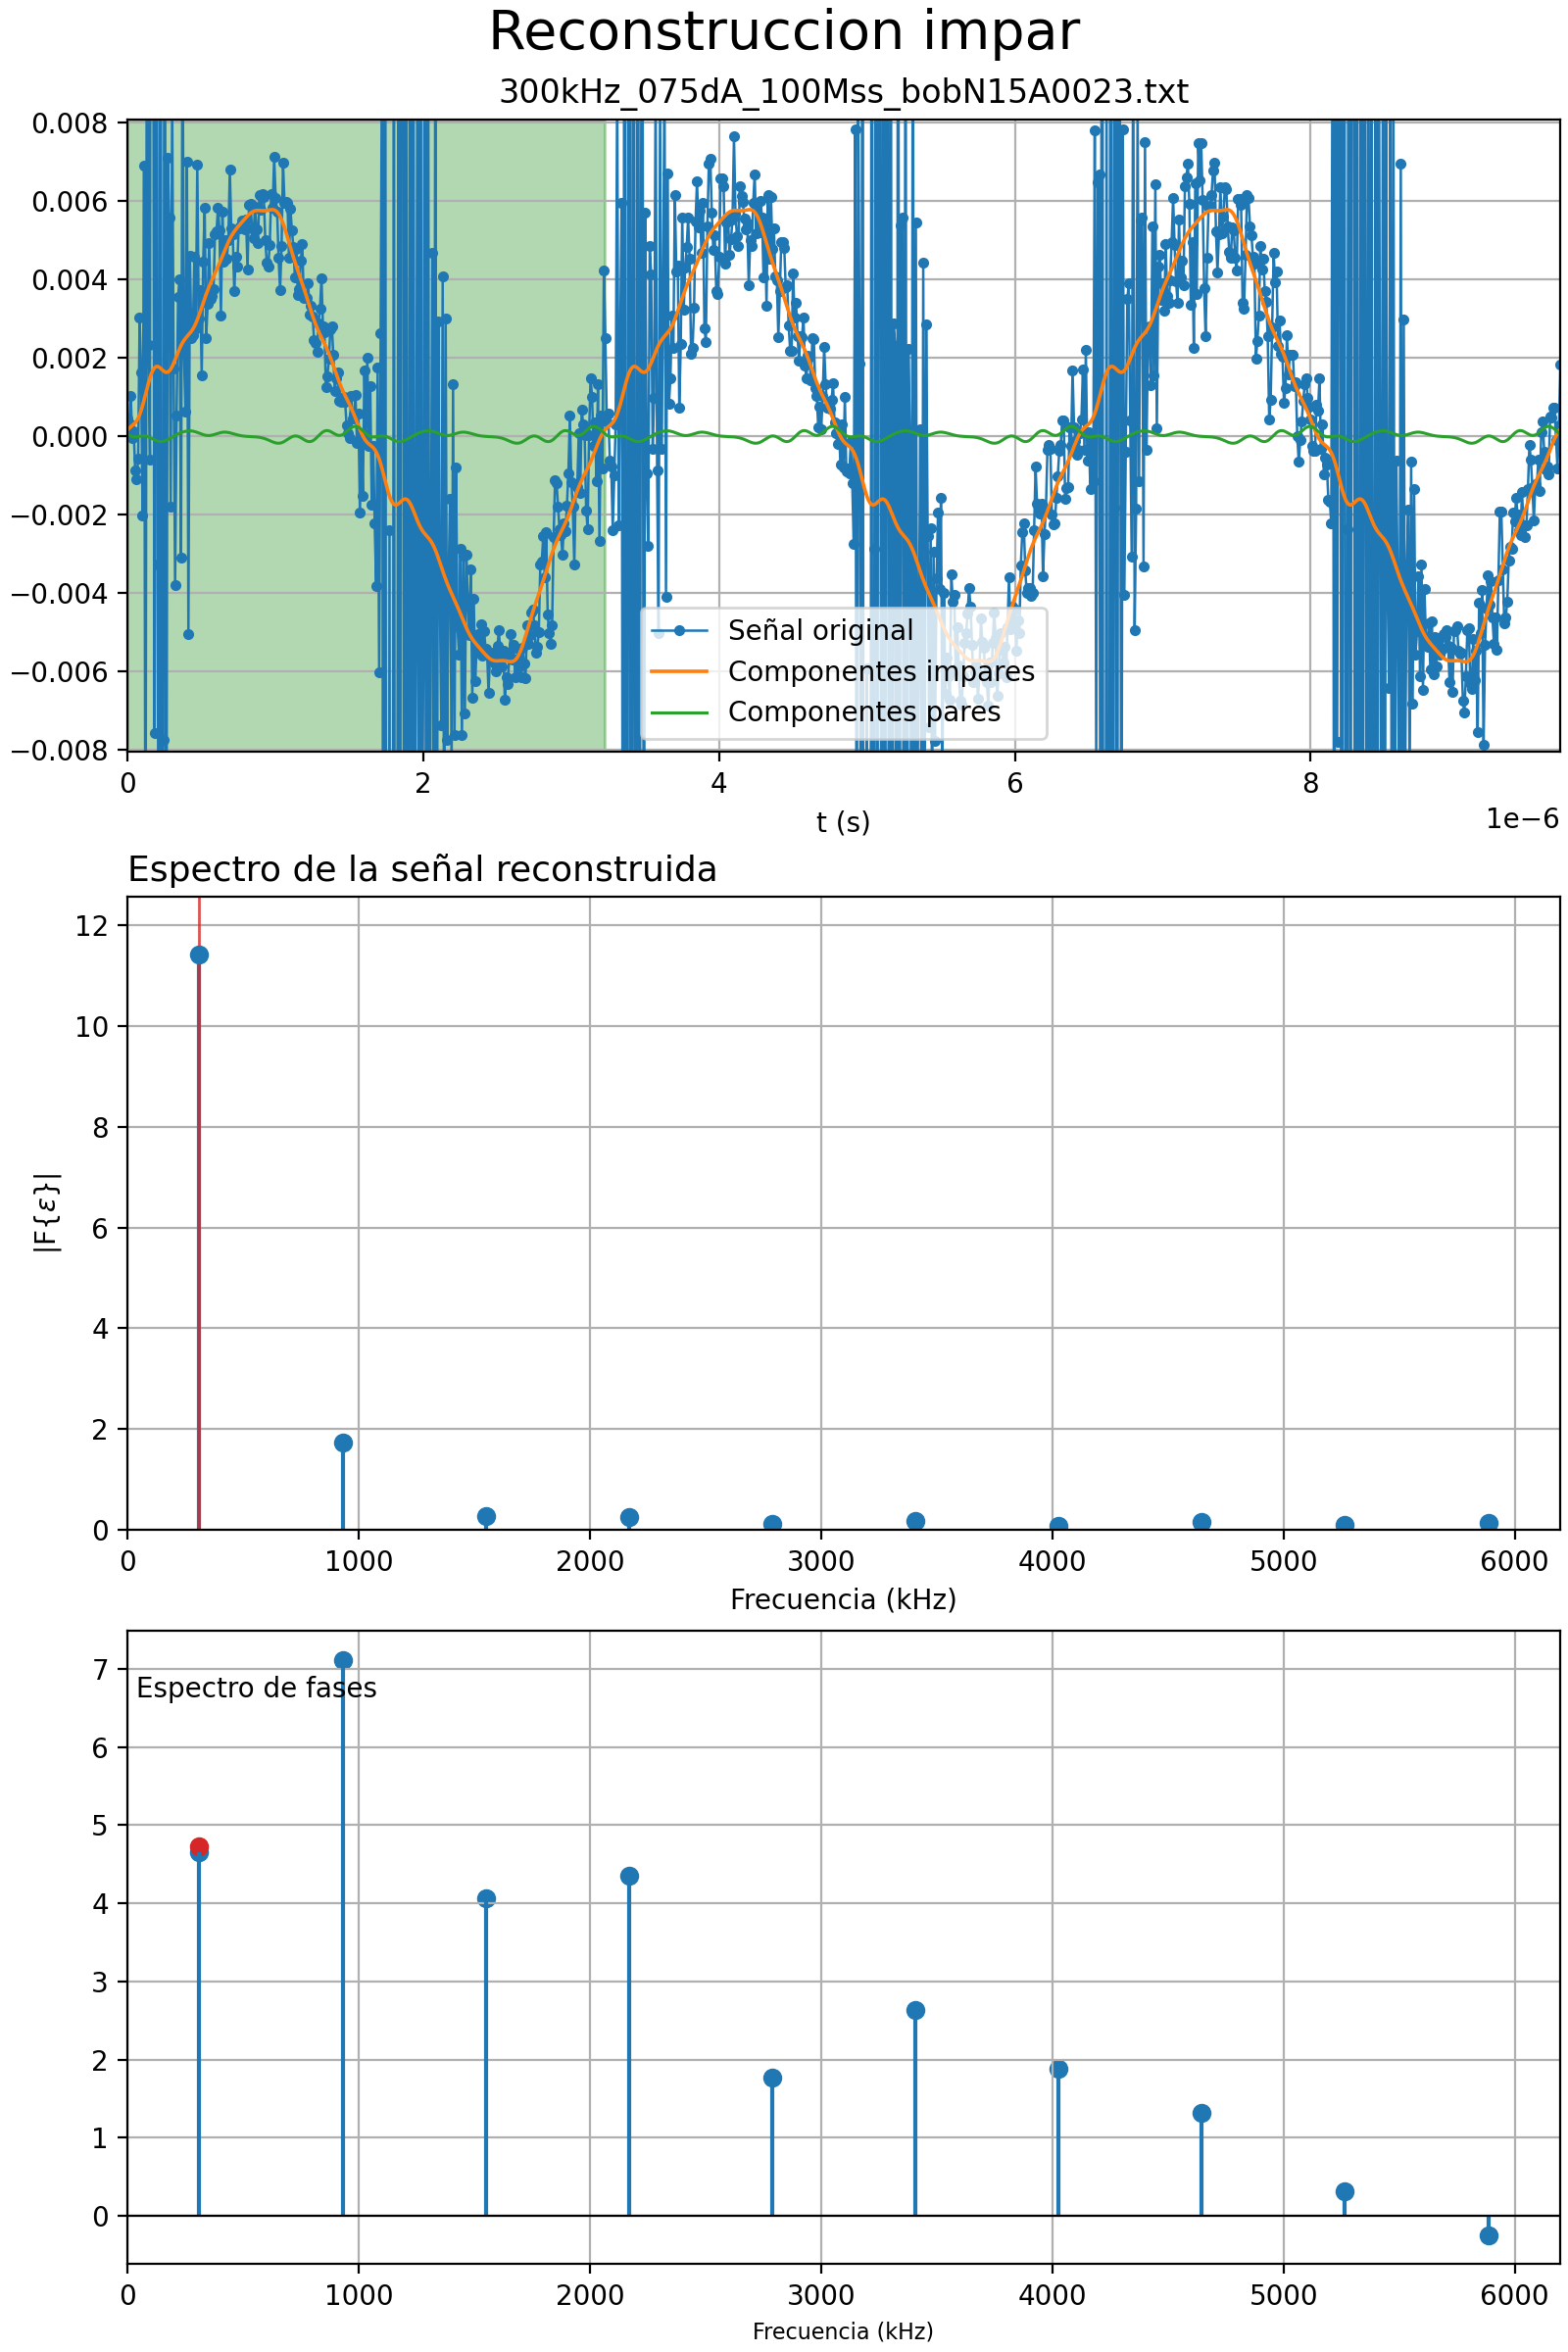 Reconstruccion impar
300kHz_075dA_100Mss_bobN15A0023.txt
0.008
0.006
0.004
0.002
0.000
−0.002
−0.004
−0.006
−0.008
Señal original
Componentes impares
Componentes pares
0 2 4 6 8
1e−6
t (s)
Espectro de la señal reconstruida
12
10
8
6
4
2
0
|F{ε}|
0 1000 2000 3000 4000 5000 6000
Frecuencia (kHz)
7
Espectro de fases
6
5
4
3
2
1
0
0 1000 2000 3000 4000 5000 6000
Frecuencia (kHz)